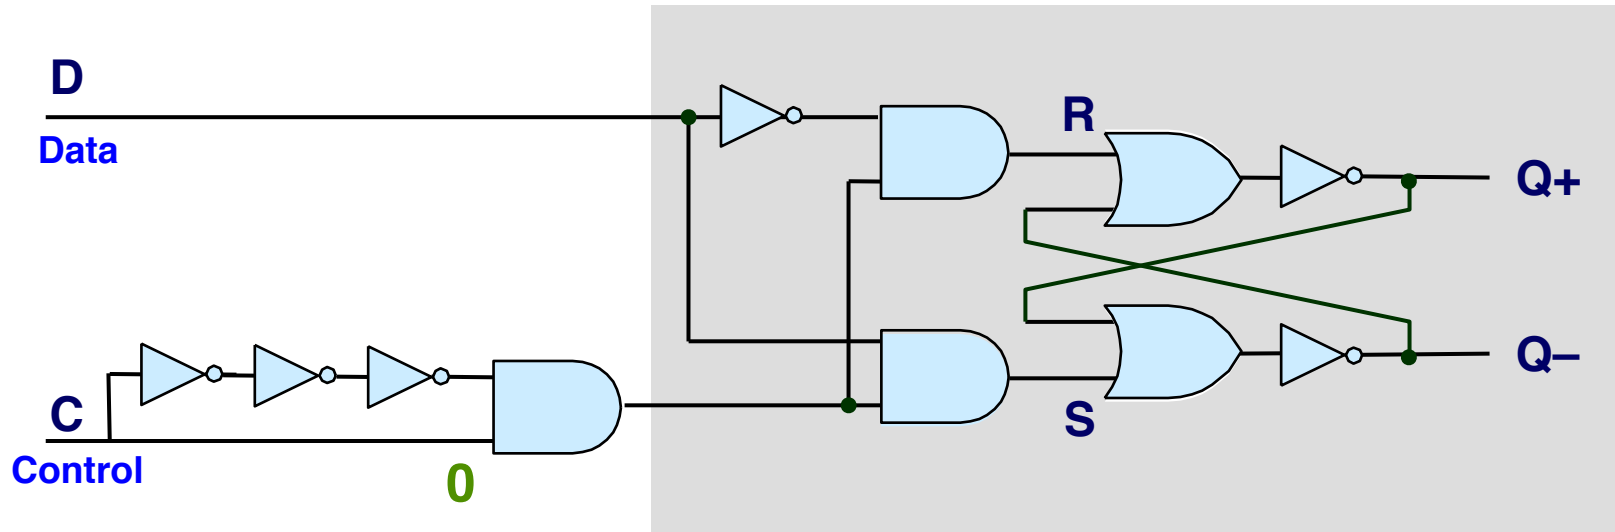 D
Data
R
Q+
C
Control
0
S
Q–